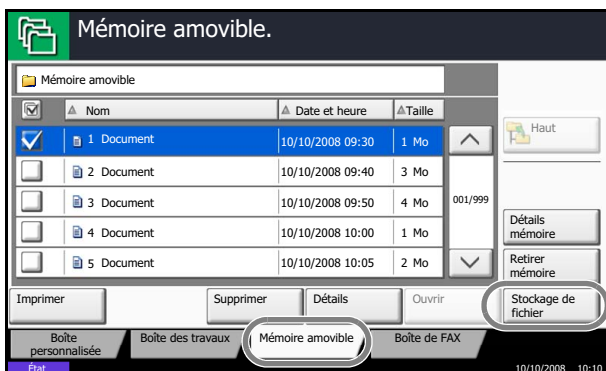 Mémoire amovible.
Mémoire amovible
Nom Date et heure Taille
1 Document 10/10/2008 09:30 1 Mo
2 Document 10/10/2008 09:40 3 Mo
3 Document 10/10/2008 09:50 4 Mo
4 Document 10/10/2008 10:00 1 Mo
5 Document 10/10/2008 10:05 2 Mo
001/999
Haut
Détails
mémoire
Retirer
mémoire
Imprimer Supprimer Détails Ouvrir
Stockage de
fichier
Boîte
personnalisée
Boîte des travaux
Mémoire amovible
Boîte de FAX
État 10/10/2008 10:10